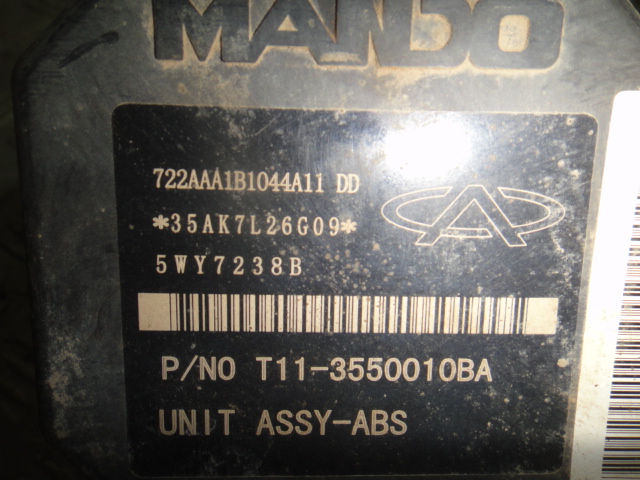 MANDO
722AAA1B1044A11 DD
*35AK7L26G09*
5WY7238B
P/NO T11-3550010BA
UNIT ASSY-ABS